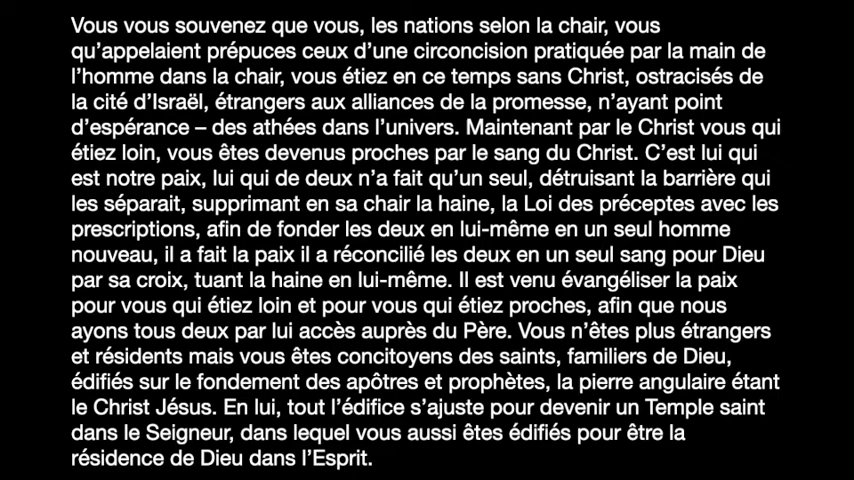 Vous vous souvenez que vous, les nations selon la chair, vous
qu’appelaient prépuces ceux d’une circoncision pratiquée par la main de
l’homme dans la chair, vous étiez en ce temps sans Christ, ostracisés de
la cité d’Israël, étrangers aux alliances de la promesse, n’ayant point
d’espérance – des athées dans l’univers. Maintenant par le Christ vous qui
étiez loin, vous êtes devenus proches par le sang du Christ. C’est lui qui
est notre paix, lui qui de deux n’a fait qu’un seul, détruisant la barrière qui
les séparait, supprimant en sa chair la haine, la Loi des préceptes avec les
prescriptions, afin de fonder les deux en lui-même en un seul homme
nouveau, il a fait la paix il a réconcilié les deux en un seul sang pour Dieu
par sa croix, tuant la haine en lui-même. Il est venu évangéliser la paix
pour vous qui étiez loin et pour vous qui étiez proches, afin que nous
ayons tous deux par lui accès auprès du Père. Vous n’êtes plus étrangers
et résidents mais vous êtes concitoyens des saints, familiers de Dieu,
édifiés sur le fondement des apôtres et prophètes, la pierre angulaire étant
le Christ Jésus. En lui, tout l’édifice s’ajuste pour devenir un Temple saint
dans le Seigneur, dans lequel vous aussi êtes édifiés pour être la
résidence de Dieu dans l’Esprit.